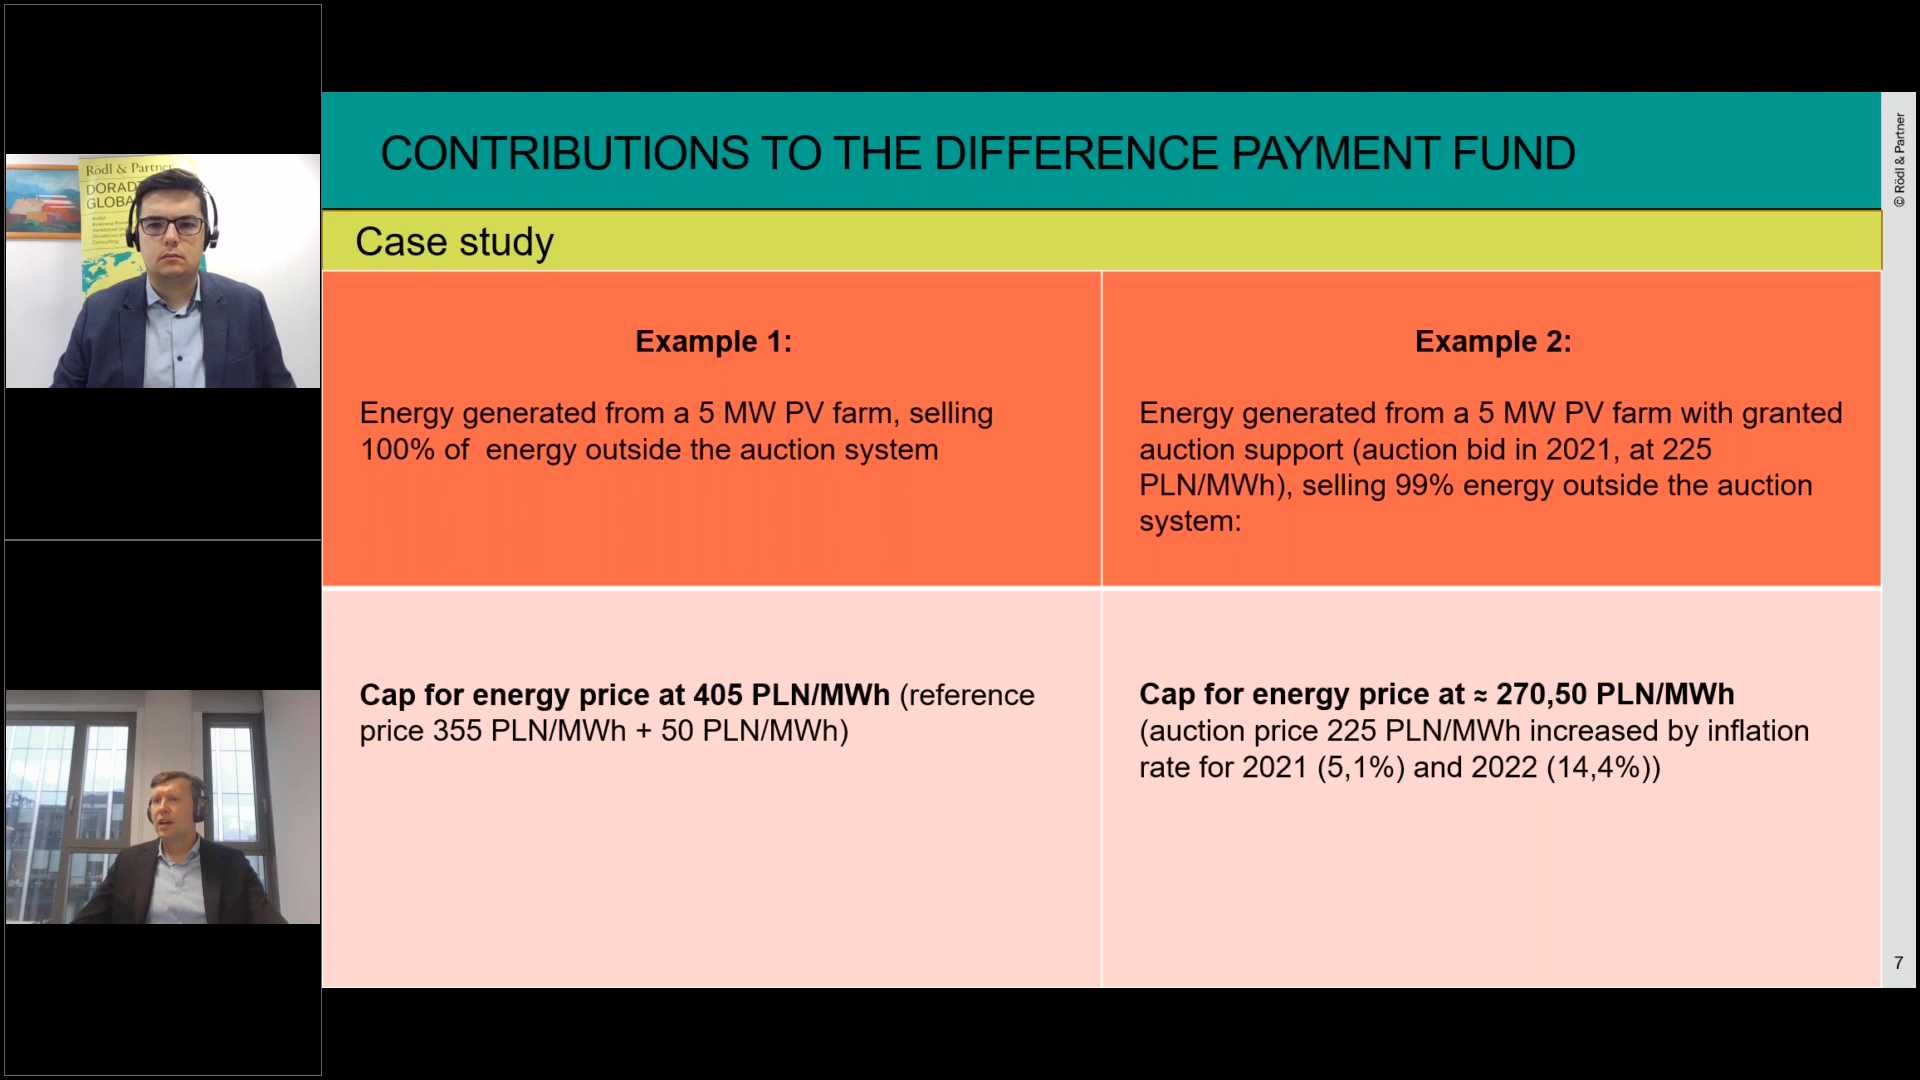 Rödl & Partner
DORAD
GLOBA
CONTRIBUTIONS TO THE DIFFERENCE PAYMENT FUND
© Rödl & Partner
Case study
Example 1:
Energy generated from a 5 MW PV farm, selling
100% of  energy outside the auction system
Example 2:
Energy generated from a 5 MW PV farm with granted
auction support (auction bid in 2021, at 225
PLN/MWh), selling 99% energy outside the auction
system:
Cap for energy price at 405 PLN/MWh (reference
price 355 PLN/MWh + 50 PLN/MWh)
Cap for energy price at ≈ 270,50 PLN/MWh
(auction price 225 PLN/MWh increased by inflation
rate for 2021 (5,1%) and 2022 (14,4%))
7